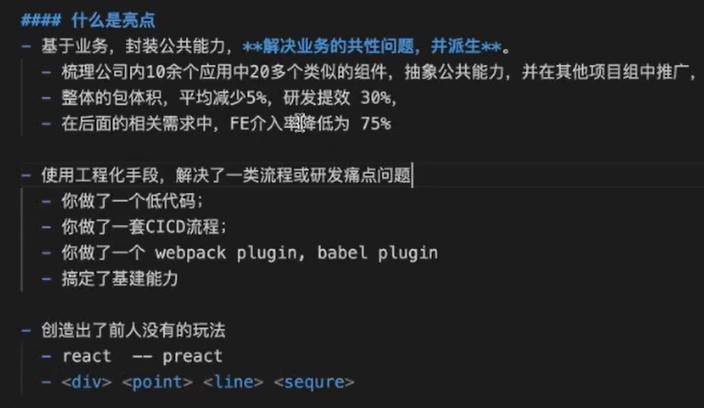 #### 什么是亮点
- 基于业务，封装公共能力，**解决业务的共性问题，并派生**。
- 梳理公司内10余个应用中20多个类似的组件，抽象公共能力，并在其他项目组中推广，
- 整体的包体积，平均减少5%，研发提效 30%，
- 在后面的相关需求中，FE介入率降低为 75%
- 使用工程化手段，解决了一类流程或研发痛点问题
- 你做了一个低代码；
- 你做了一套CICD流程；
- 你做了一个 webpack plugin, babel plugin
- 搞定了基建能力
- 创造出了前人没有的玩法
- react -- preact
- <div> <point> <line> <sequre>